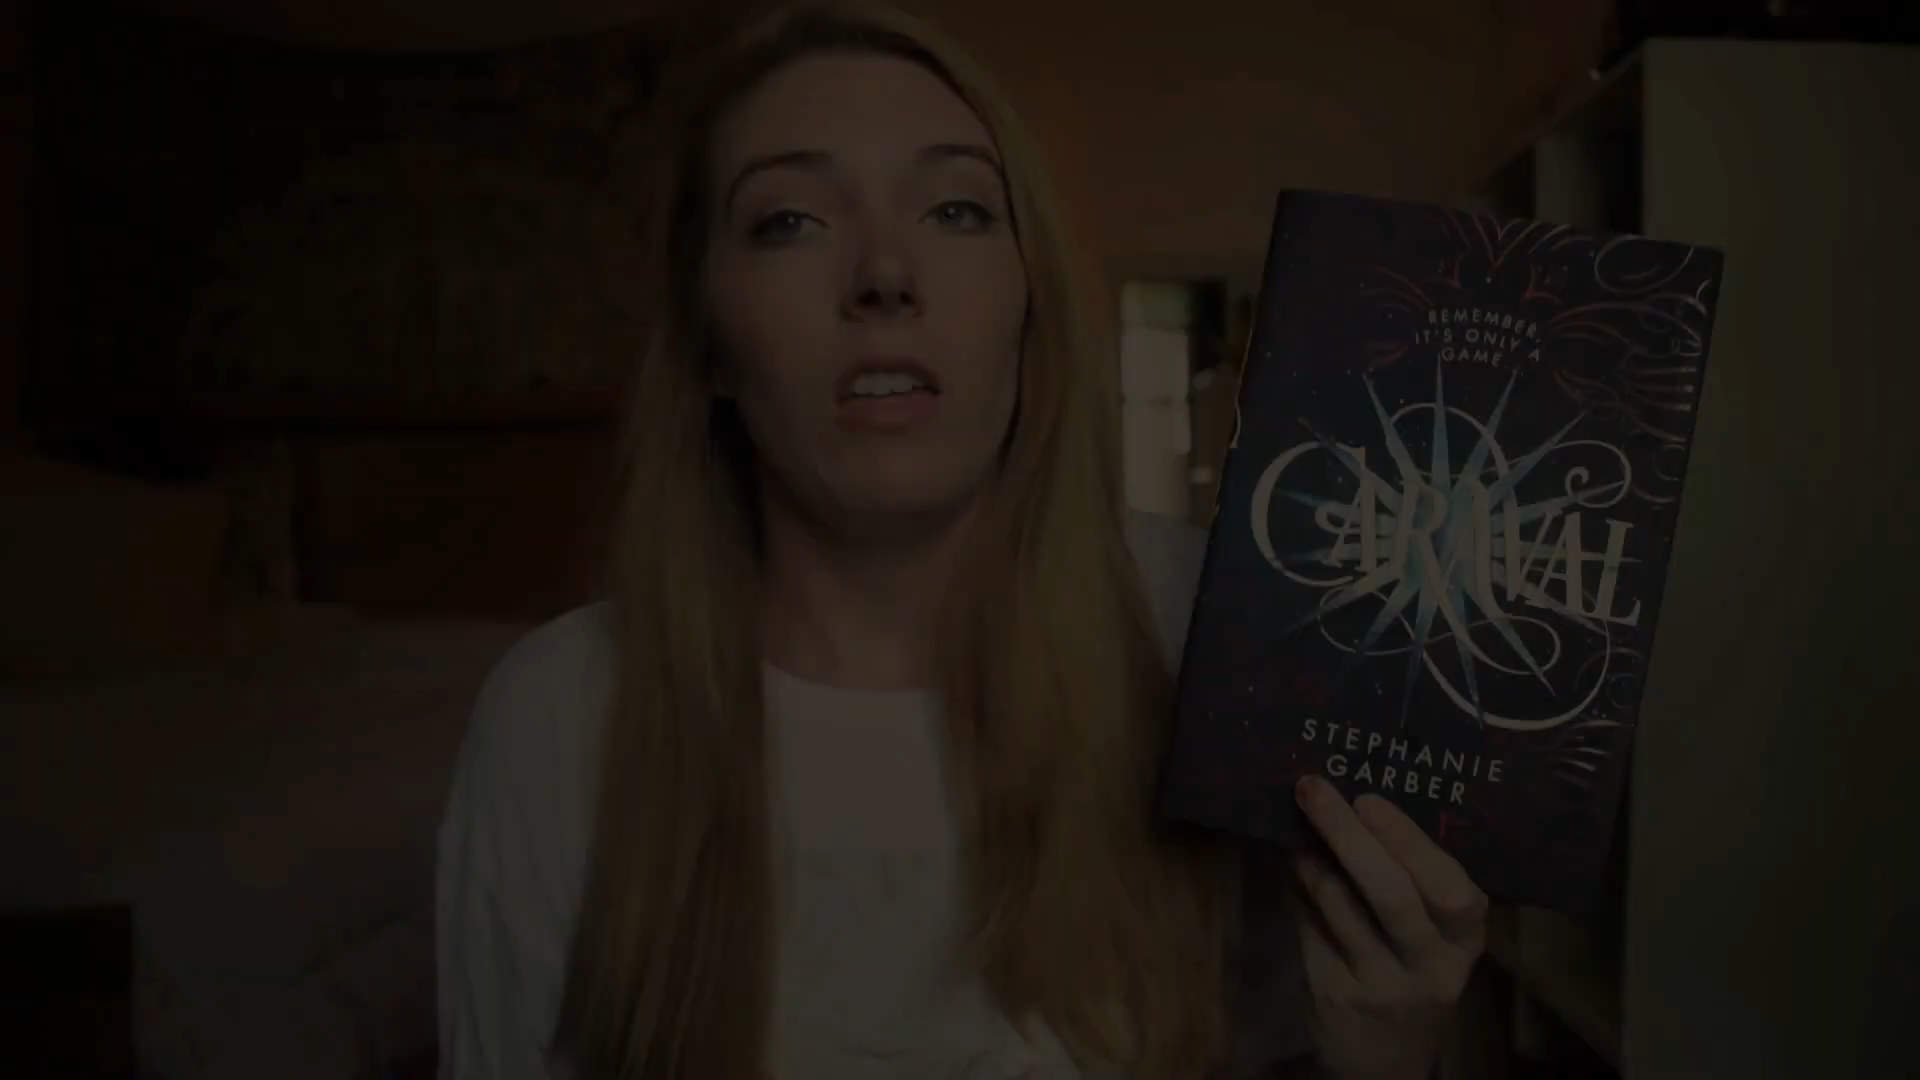 REMEMBER,
IT'S ONLY A
GAME
CARAVAL
STEPHANIE
GARBER